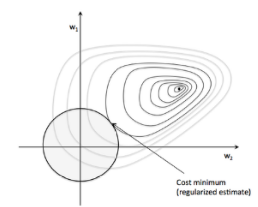 w₁
w₂
Cost minimum
(regularized estimate)